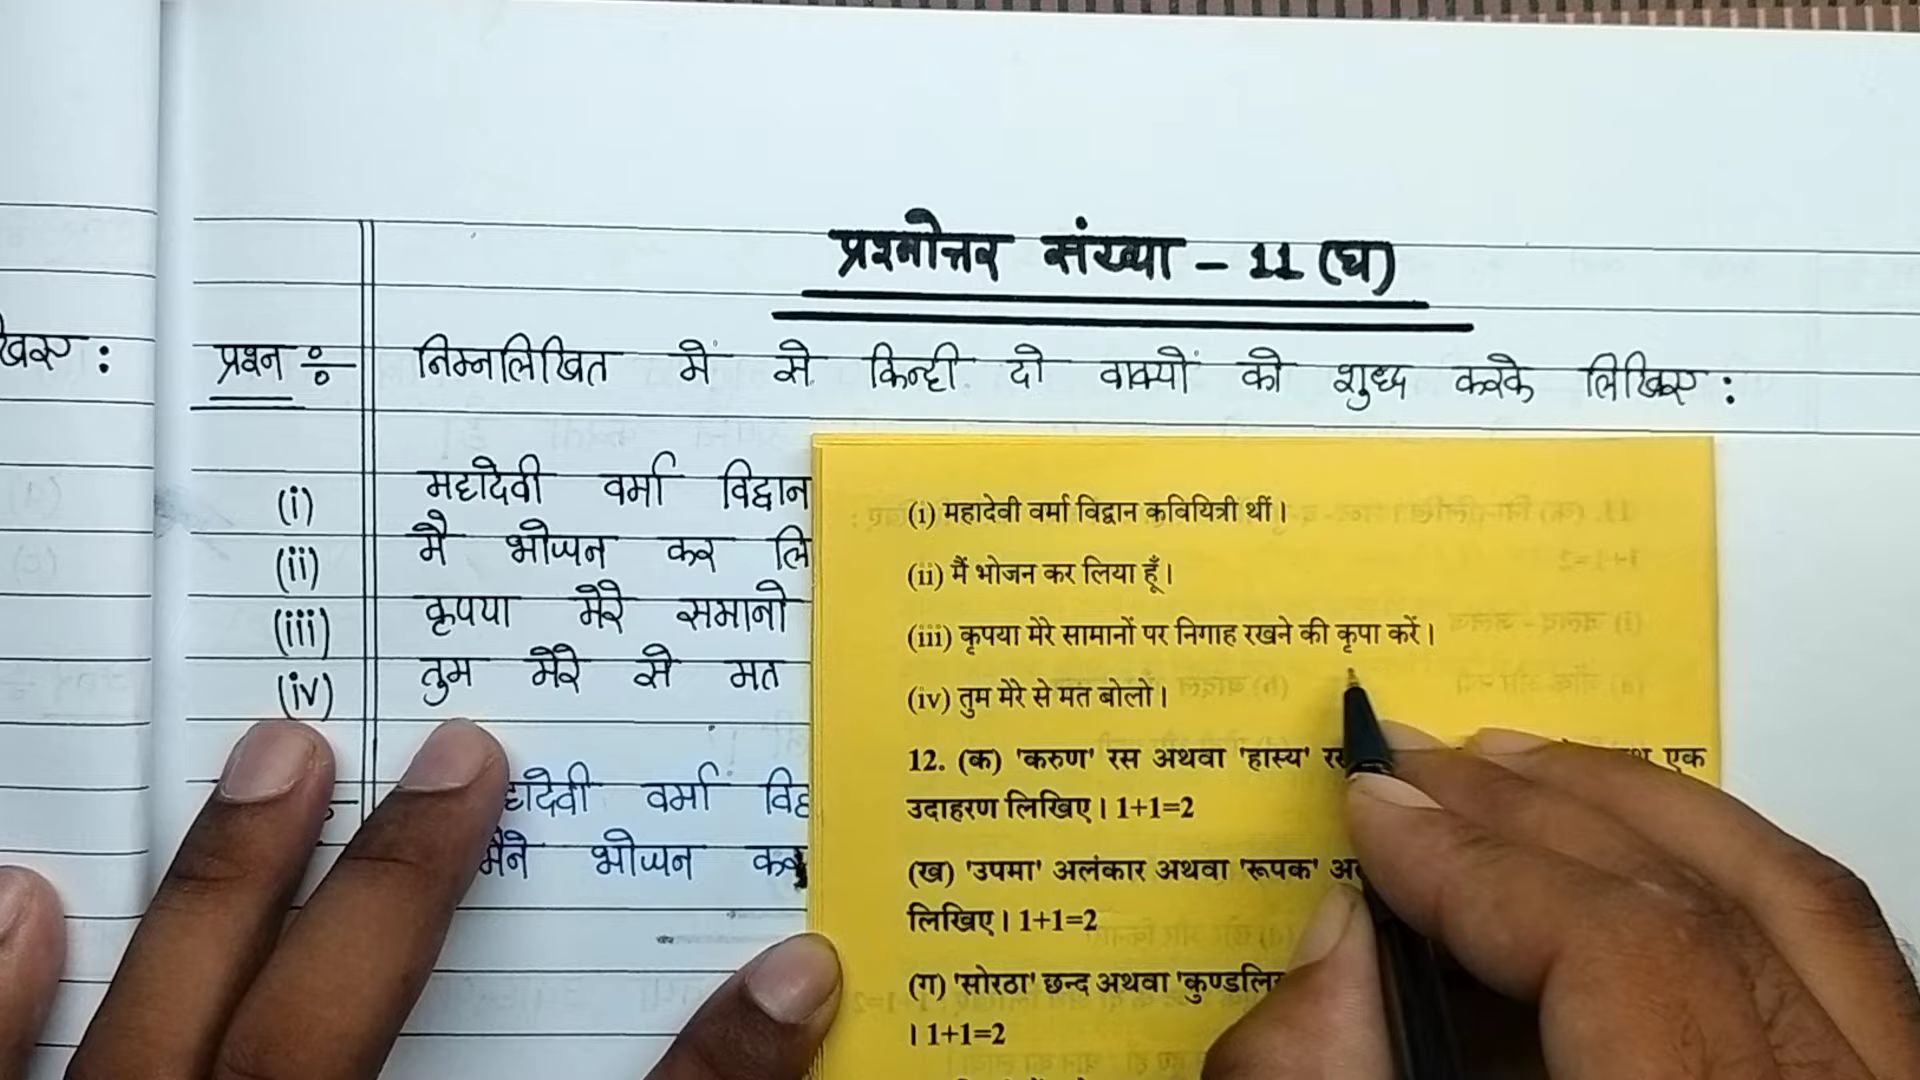 प्रश्नोत्तर संख्या - 11 (घ)
प्रश्न ÷ निम्नलिखित में से किन्ही दो वाक्यों को शुद्ध करके लिखिए :
(i) महादेवी वर्मा विद्वान
(ii) मै भोजन कर लि
(iii) कृपया मेरे समानो
(iv) तुम मेरे से मत
हादेवी वर्मा
मैने भोजन कर
(i) महादेवी वर्मा विद्वान कवियित्री थीं।
(ii) मैं भोजन कर लिया हूँ।
(iii) कृपया मेरे सामानों पर निगाह रखने की कृपा करें।
(iv) तुम मेरे से मत बोलो।
12. (क) 'करुण' रस अथवा 'हास्य' एक
उदाहरण लिखिए। 1+1=2
(ख) 'उपमा' अलंकार अथवा 'रूपक'
लिखिए। 1+1=2
(ग) 'सोरठा' छन्द अथवा
। 1+1=2